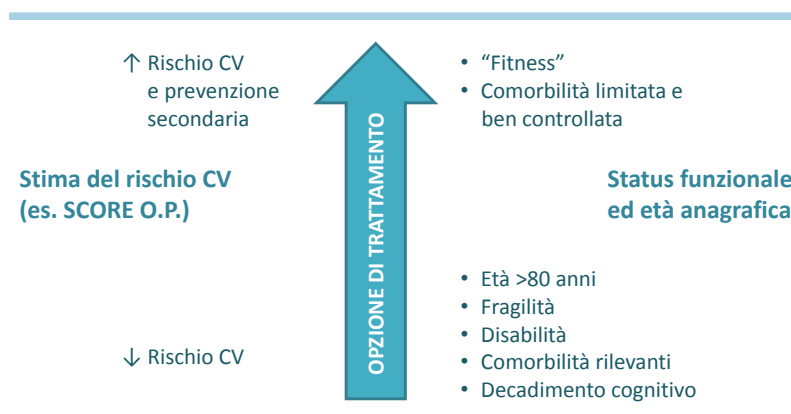 ↑ Rischio CV
e prevenzione
secondaria
Stima del rischio CV
(es. SCORE O.P.)
↓ Rischio CV
OPZIONE DI TRATTAMENTO
• “Fitness”
• Comorbilità limitata e
ben controllata
Status funzionale
ed età anagrafica
• Età >80 anni
• Fragilità
• Disabilità
• Comorbilità rilevanti
• Decadimento cognitivo